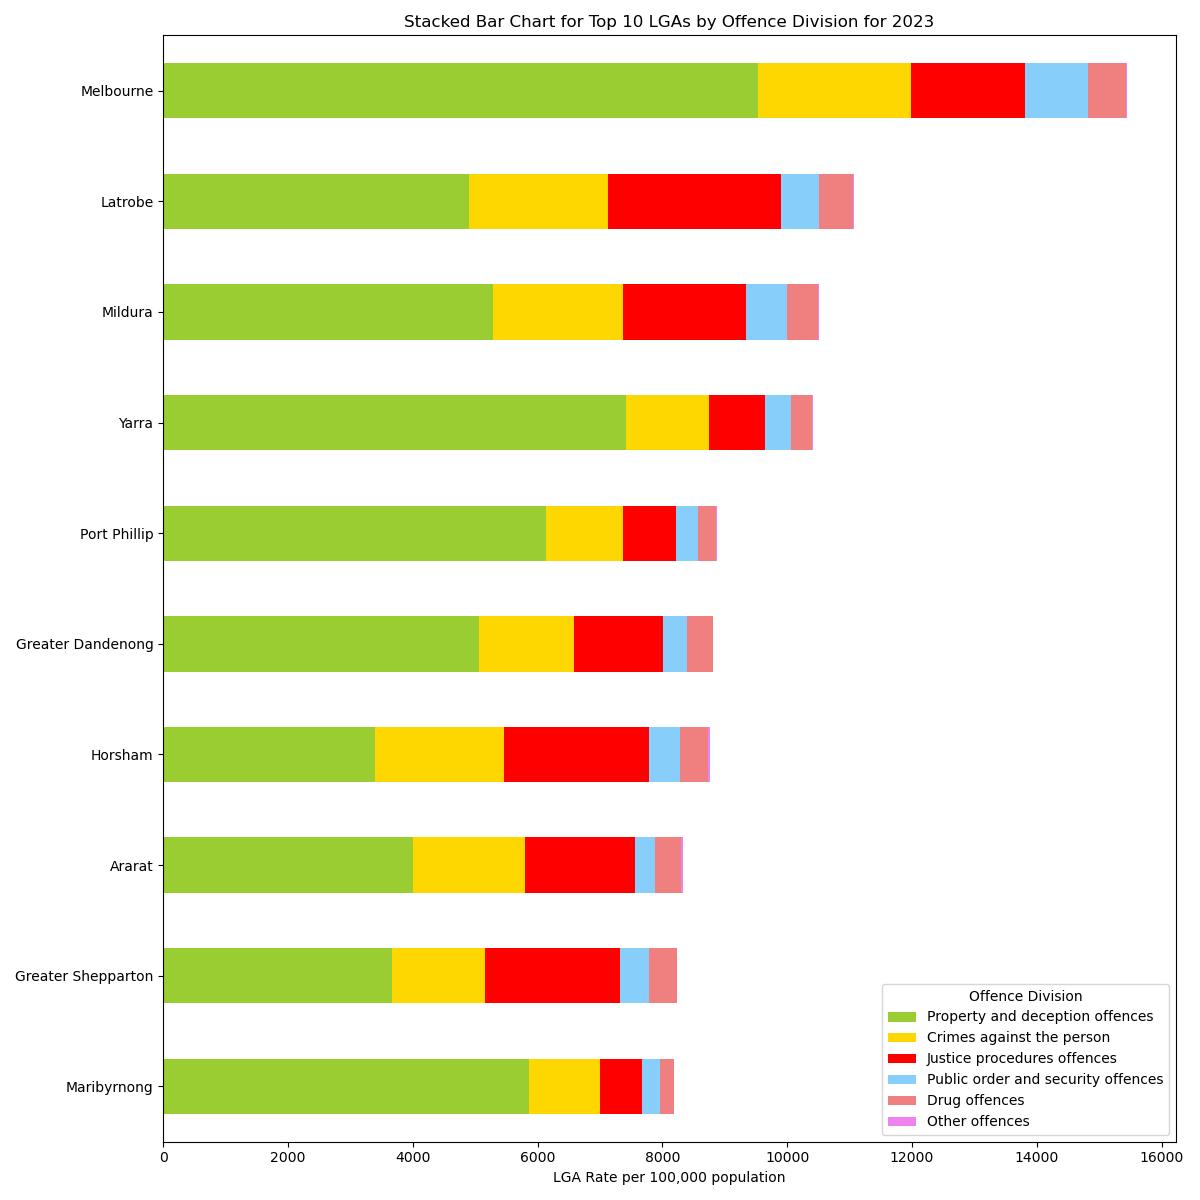 Stacked Bar Chart for Top 10 LGAs by Offence Division for 2023
Melbourne
Latrobe
Mildura
Yarra
Port Phillip
Greater Dandenong
Horsham
Ararat
Greater Shepparton
Maribyrnong
Offence Division
Property and deception offences
Crimes against the person
Justice procedures offences
Public order and security offences
Drug offences
Other offences
0 2000 4000 6000 8000 10000 12000 14000 16000
LGA Rate per 100,000 population